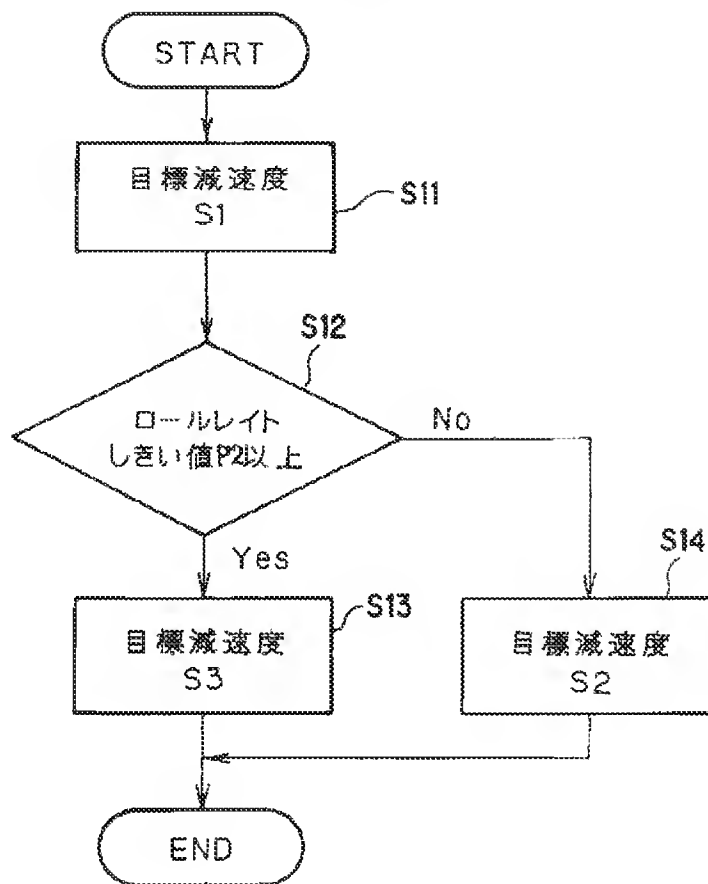 START
目標減速度
S1
S11
S12
ロールレイト
しきい値P2以上
No
Yes
S13
S14
目標減速度
S3
目標減速度
S2
END